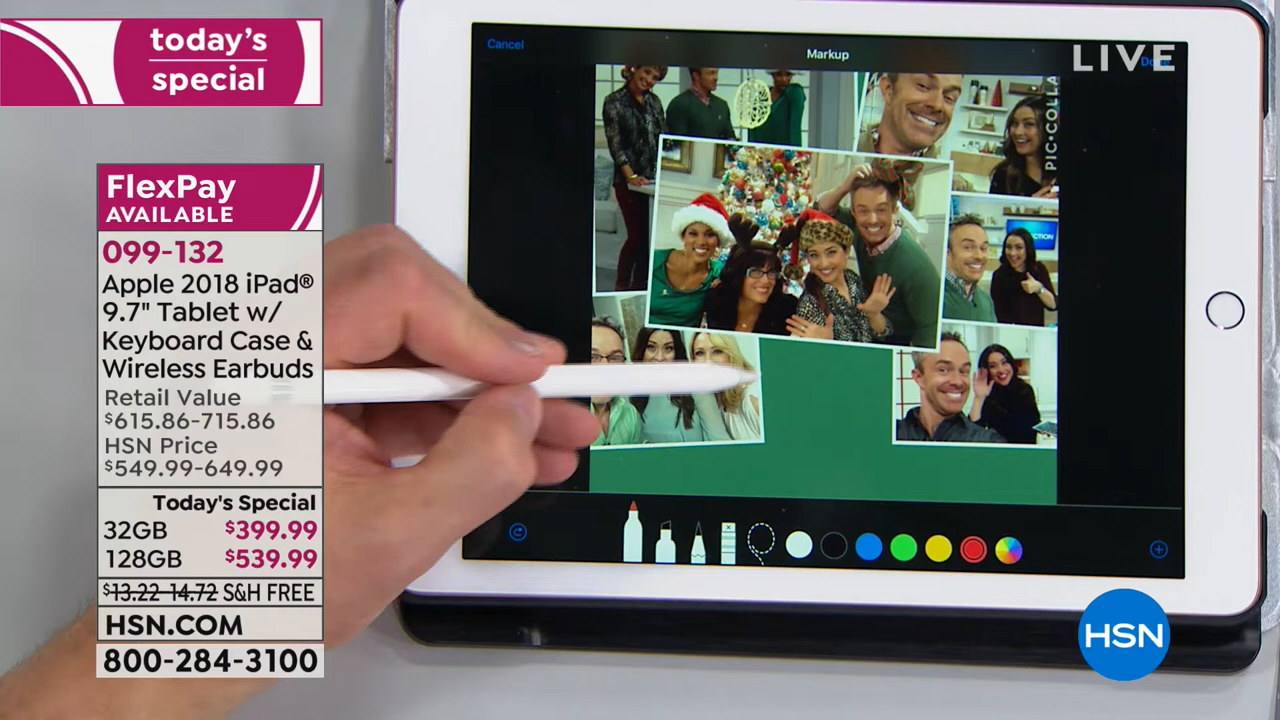 today's
special
FlexPay
AVAILABLE
099-132
Apple 2018 iPad®
9.7" Tablet w/
Keyboard Case &
Wireless Earbuds
Retail Value
$615.86-715.86
HSN Price
$549.99-649.99
Today's Special
32GB $399.99
128GB $539.99
$13.22-14.72 S&H FREE
HSN.COM
800-284-3100
Cancel
Markup
LIVE
PIC•COLLA
HSN